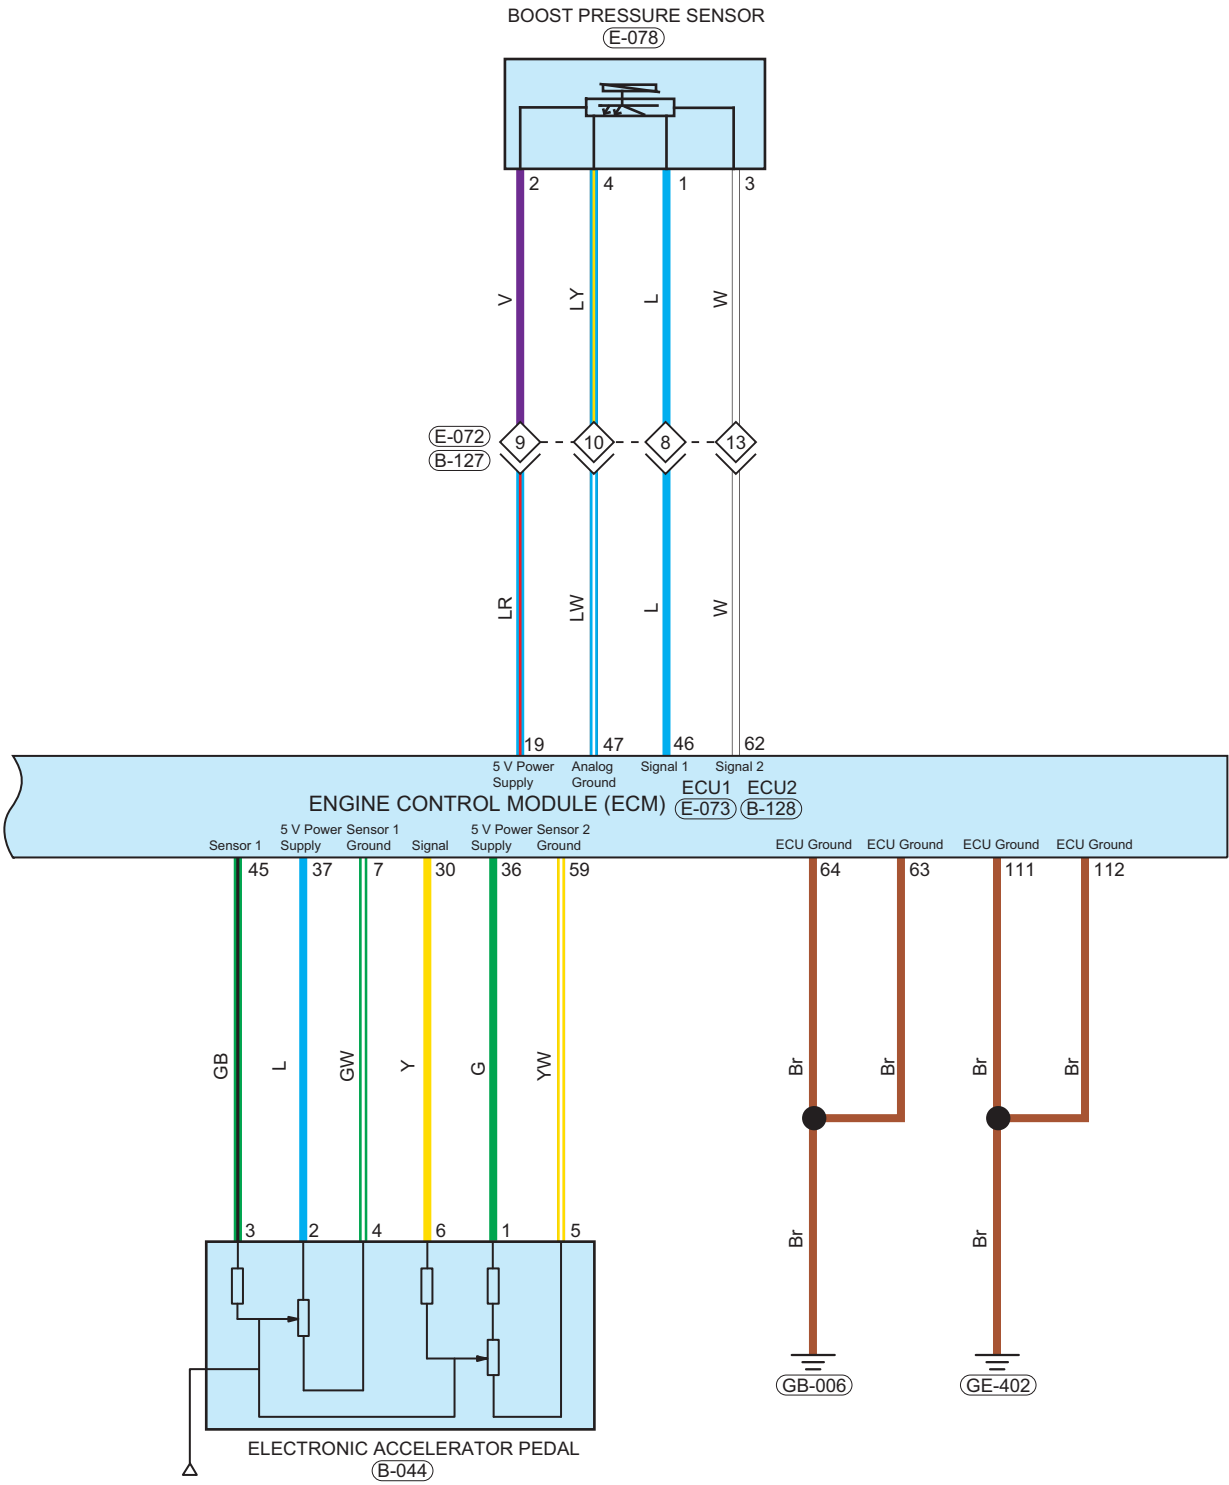 BOOST PRESSURE SENSOR
E-078
2 4 1 3
V LY L W
E-072 9 10 8 13
B-127
LR LW L W
19 47 46 62
5 V Power Analog Signal 1 Signal 2
Supply Ground
ECU1 ECU2
ENGINE CONTROL MODULE (ECM) E-073 B-128
5 V Power Sensor 1 5 V Power Sensor 2
Sensor 1 Supply Ground Signal Supply Ground ECU Ground ECU Ground ECU Ground ECU Ground
45 37 7 30 36 59 64 63 111 112
GB L GW Y G YW Br Br Br Br
3 2 4 6 1 5 Br Br
GB-006 GE-402
ELECTRONIC ACCELERATOR PEDAL
B-044